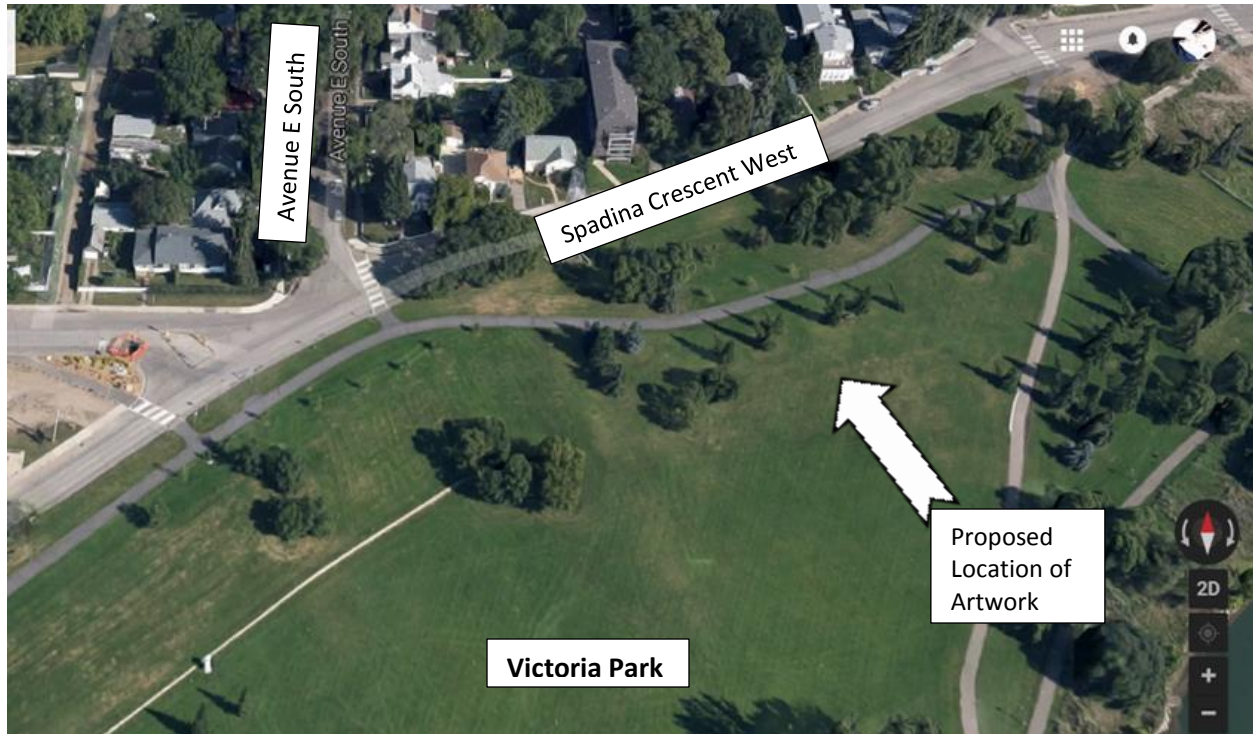 Avenue E South
Avenue E South
Spadina Crescent West
Proposed
Location of
Artwork
Victoria Park
2D